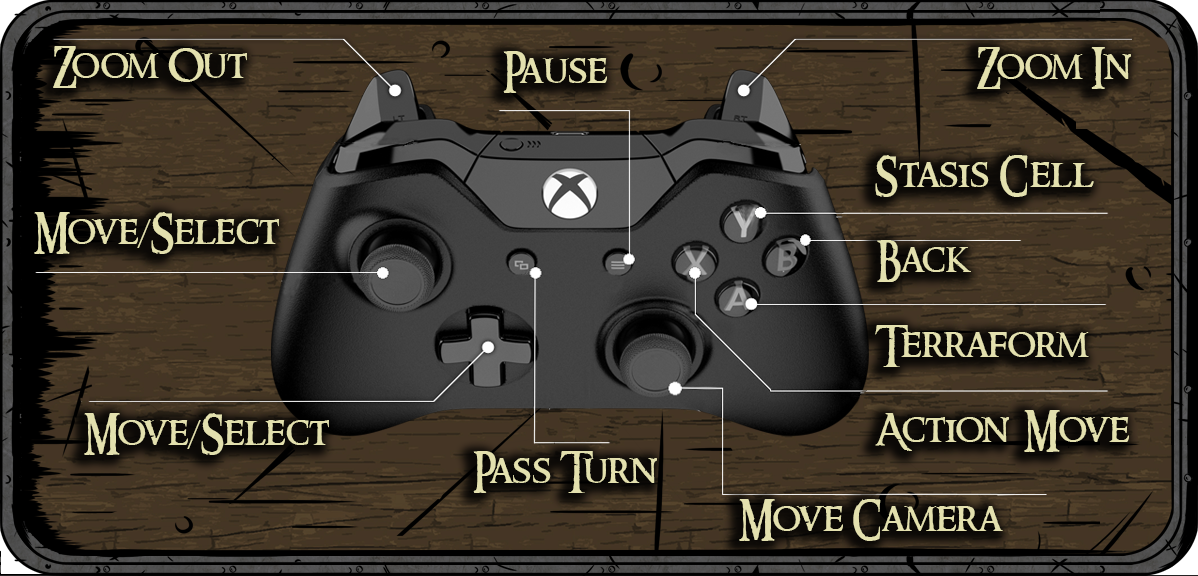 Zoom Out
Pause
Zoom In
Stasis Cell
Move/Select
Y
Back
X
B
A
Terraform
Move/Select
Action Move
Pass Turn
Move Camera